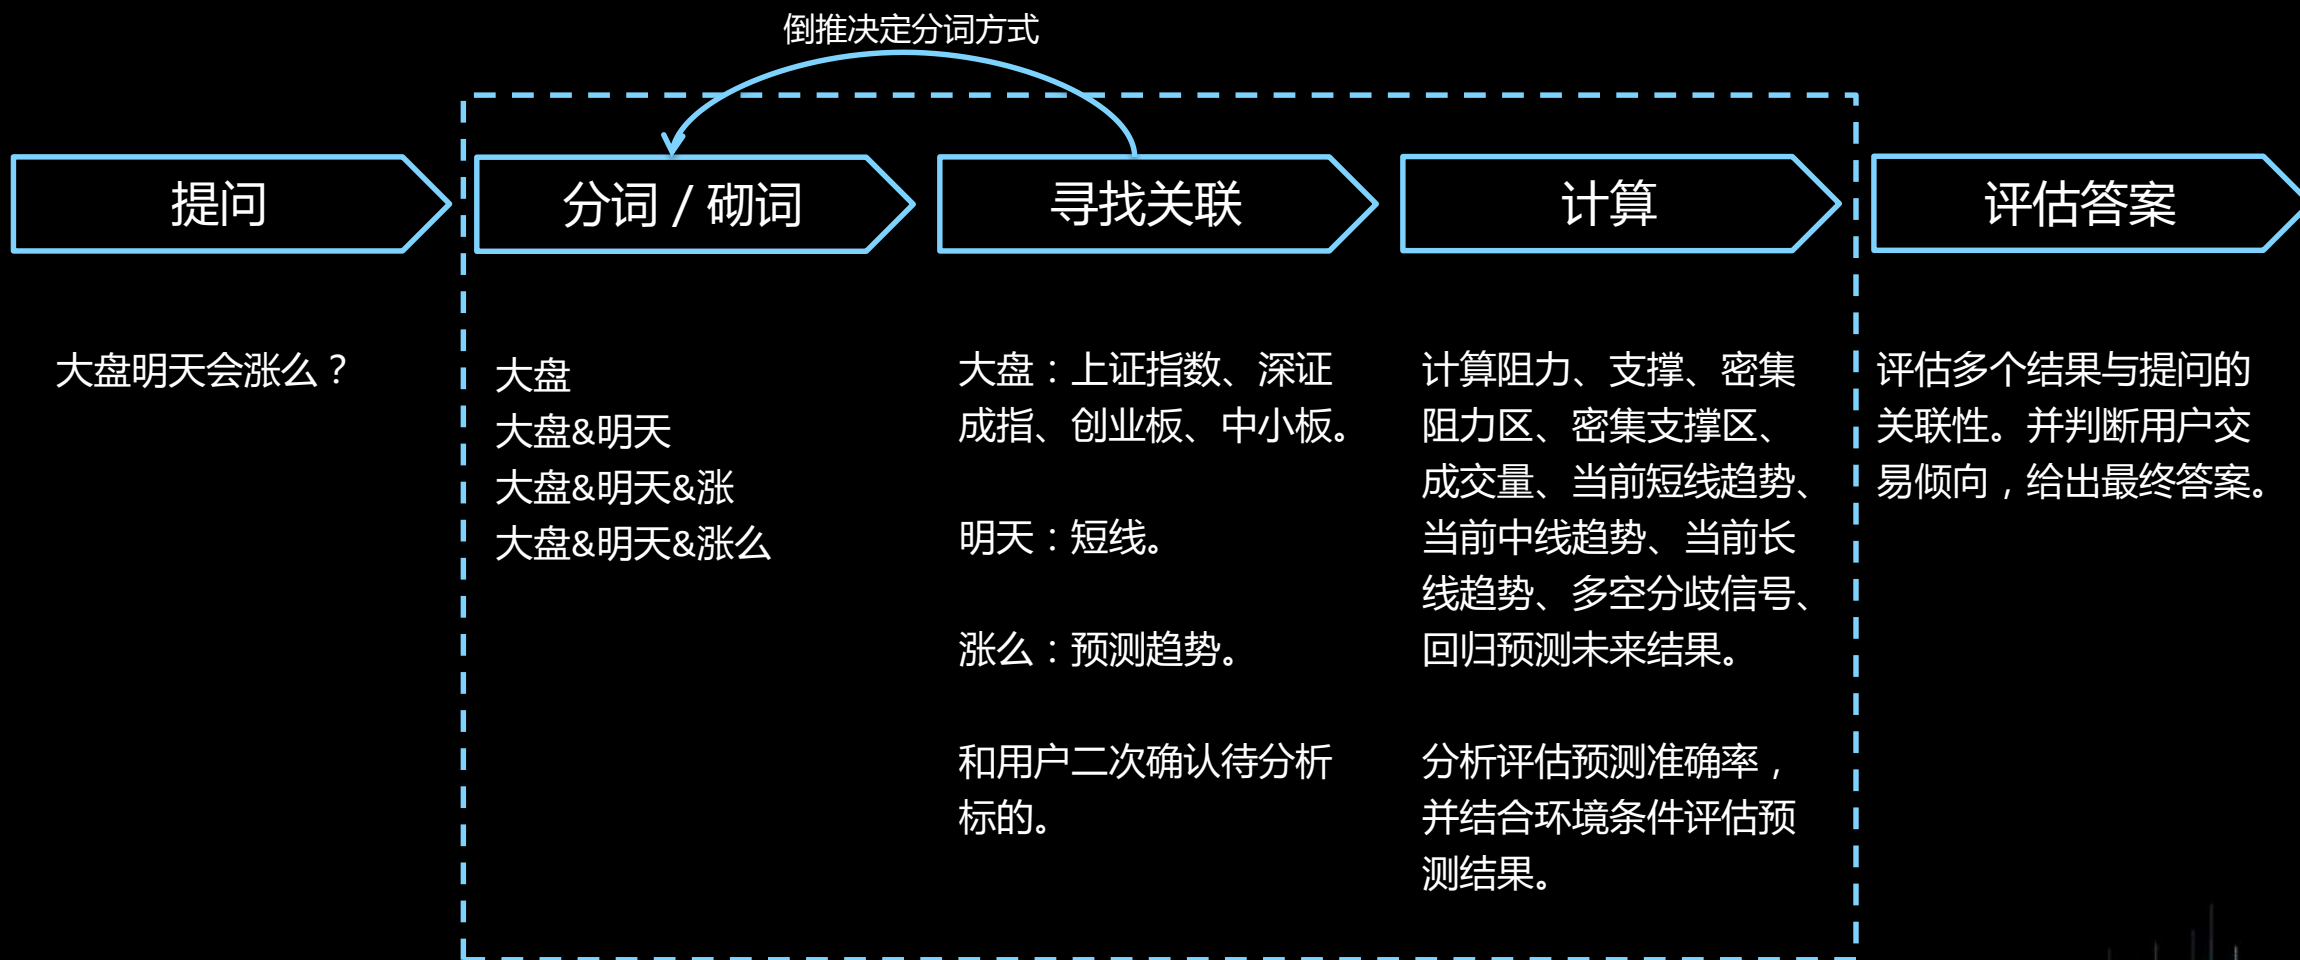 倒推决定分词方式
提问
分词 / 砌词
寻找关联
计算
评估答案
大盘明天会涨么？
大盘
大盘&明天
大盘&明天&涨
大盘&明天&涨么
大盘：上证指数、深证
成指、创业板、中小板。
明天：短线。
涨么：预测趋势。
和用户二次确认待分析
标的。
计算阻力、支撑、密集
阻力区、密集支撑区、
成交量、当前短线趋势、
当前中线趋势、当前长
线趋势、多空分歧信号、
回归预测未来结果。
分析评估预测准确率，
并结合环境条件评估预
测结果。
评估多个结果与提问的
关联性。并判断用户交
易倾向，给出最终答案。